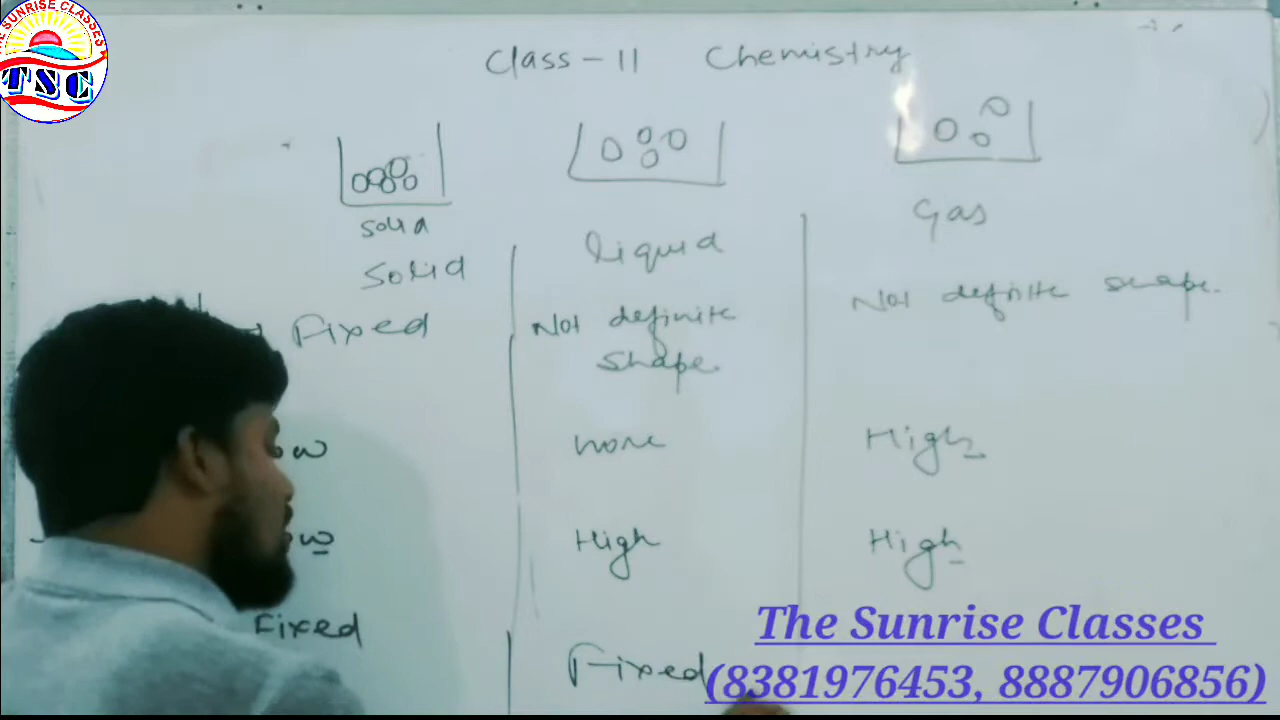 THE SUNRISE CLASSES
TSC
Class - 11 Chemistry
Solid
liquid
Gas
Solid
Fixed
Not definite
shape
Not definite shape.
High
High
High
Fixed
Fixed
The Sunrise Classes
(8381976453, 8887906856)